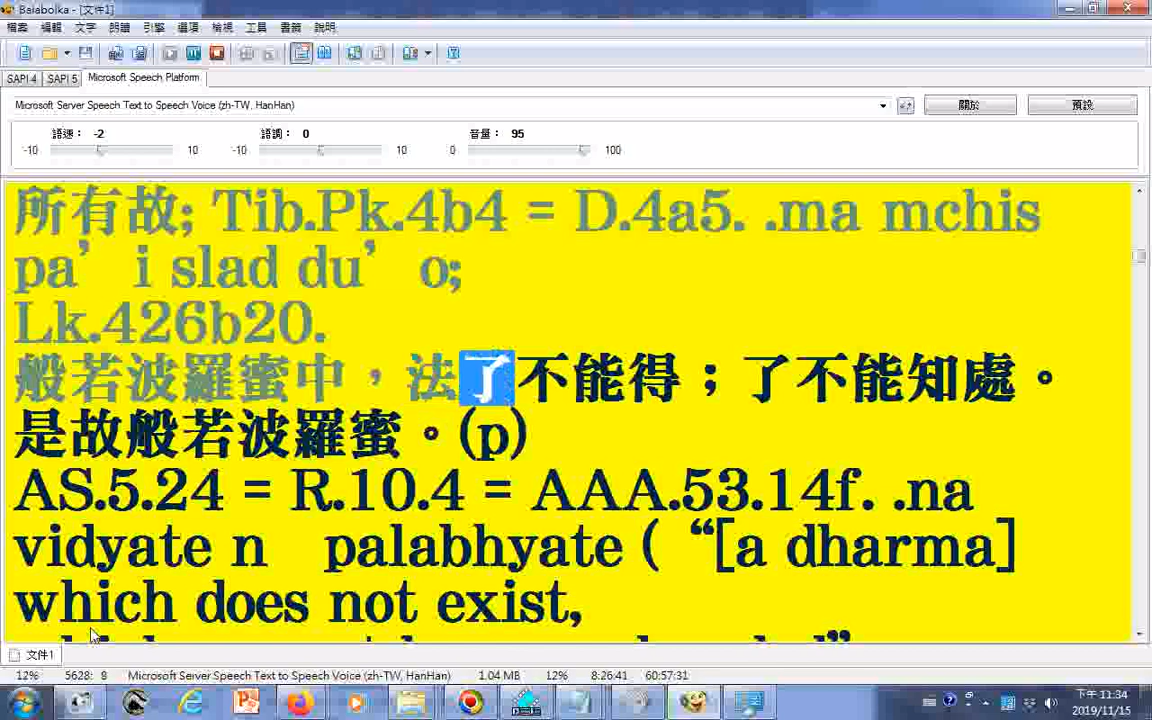 Balabolka - [文件1]
檔案 編輯 文字 朗讀 引擎 選項 檢視 工具 書籤 說明
SAPI 4 SAPI 5 Microsoft Speech Platform
Microsoft Server Speech Text to Speech Voice (zh-TW, HanHan) 關於 預設
語速： -2 語調： 0 音量： 95
-10 10 -10 10 0 100
所有故; Tib.Pk.4b4 = D.4a5. .ma mchis
pa’ i slad du’ o;
Lk.426b20.
般若波羅蜜中，法了不能得；了不能知處。
是故般若波羅蜜。(p)
AS.5.24 = R.10.4 = AAA.53.14f. .na
vidyate n palabhyate ( “[a dharma]
which does not exist,
文件1
12% 5628: 8 Microsoft Server Speech Text to Speech Voice (zh-TW, HanHan) 1.04 MB 12% 8:26:41 60:57:31
下午 11:34
2019/11/15